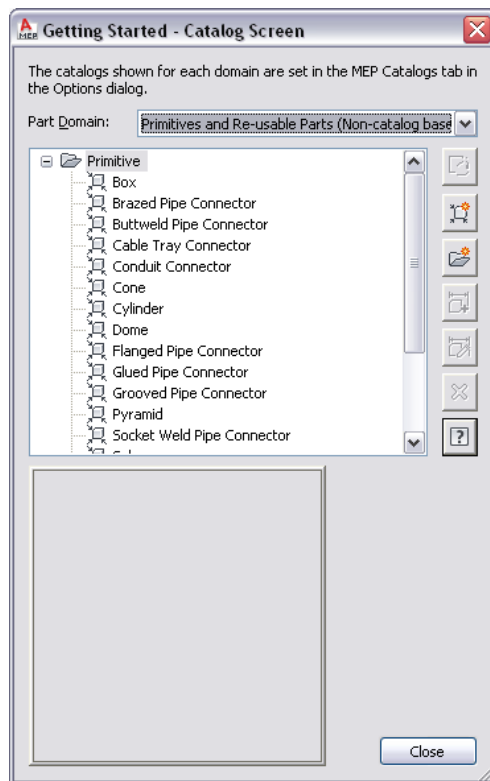 A
MEP
Getting Started - Catalog Screen
The catalogs shown for each domain are set in the MEP Catalogs tab in
the Options dialog.
Part Domain: Primitives and Re-usable Parts (Non-catalog base
Primitive
Box
Brazed Pipe Connector
Buttweld Pipe Connector
Cable Tray Connector
Conduit Connector
Cone
Cylinder
Dome
Flanged Pipe Connector
Glued Pipe Connector
Grooved Pipe Connector
Pyramid
Socket Weld Pipe Connector
?
Close